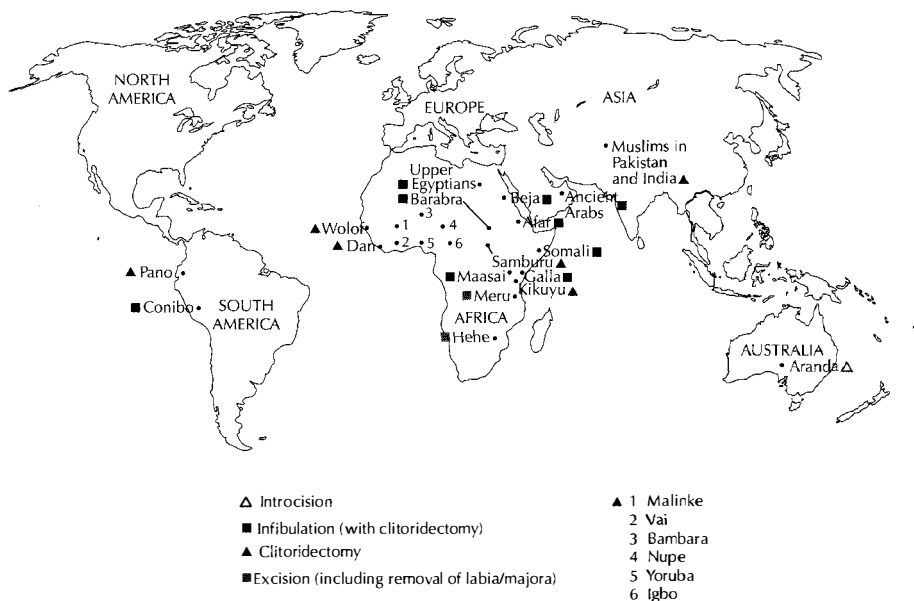 NORTH
AMERICA
EUROPE
ASIA
Muslims in
Pakistan
and India
Upper
Egyptians
Barabra
Beja
Ancient
Arabs
3
Wolof
1
4
Afar
Dan
2
5
6
Somali
Samburu
Pano
Maasai
Galla
Kikuyu
Conibo
SOUTH
AMERICA
Meru
AFRICA
Hehe
AUSTRALIA
Aranda
Introcision
Infibulation (with clitoridectomy)
Clitoridectomy
Excision (including removal of labia/majora)
1 Malinke
2 Vai
3 Bambara
4 Nupe
5 Yoruba
6 Igbo